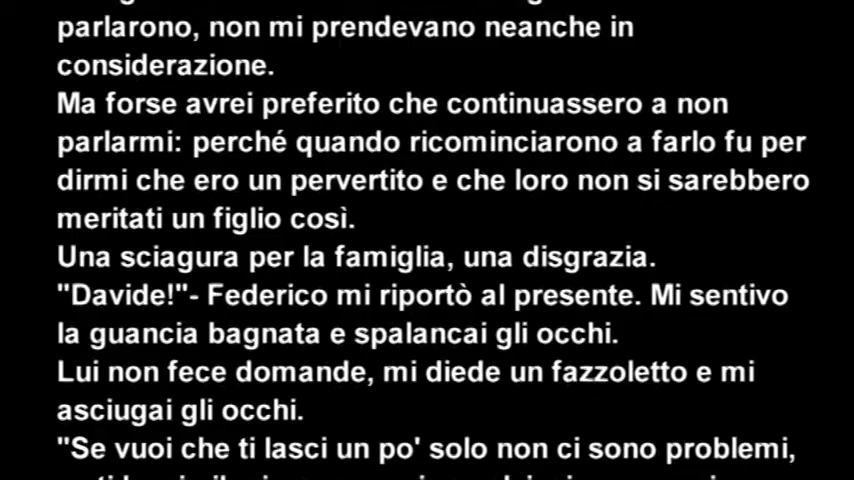 parlarono, non mi prendevano neanche in
considerazione.
Ma forse avrei preferito che continuassero a non
parlarmi: perché quando ricominciarono a farlo fu per
dirmi che ero un pervertito e che loro non si sarebbero
meritati un figlio così.
Una sciagura per la famiglia, una disgrazia.
"Davide!"- Federico mi riportò al presente. Mi sentivo
la guancia bagnata e spalancai gli occhi.
Lui non fece domande, mi diede un fazzoletto e mi
asciugai gli occhi.
"Se vuoi che ti lasci un po' solo non ci sono problemi,